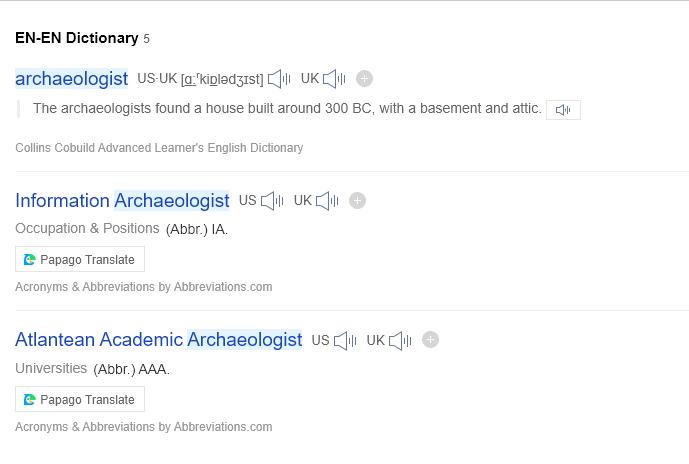 EN-EN Dictionary 5
archaeologist US·UK [ɑːˈkiɒlədʒɪst] UK
The archaeologists found a house built around 300 BC, with a basement and attic.
Collins Cobuild Advanced Learner's English Dictionary
Information Archaeologist US UK
Occupation & Positions (Abbr.) IA.
Papago Translate
Acronyms & Abbreviations by Abbreviations.com
Atlantean Academic Archaeologist US UK
Universities (Abbr.) AAA.
Papago Translate
Acronyms & Abbreviations by Abbreviations.com